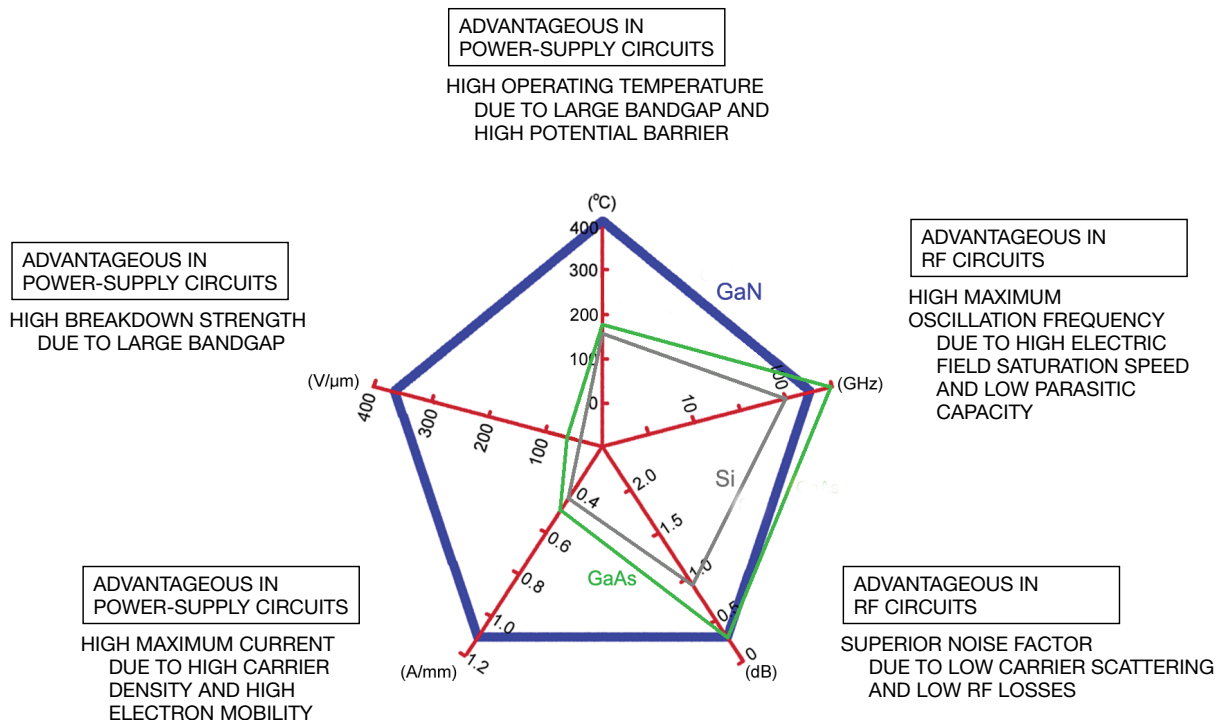 ADVANTAGEOUS IN
POWER-SUPPLY CIRCUITS
HIGH OPERATING TEMPERATURE
DUE TO LARGE BANDGAP AND
HIGH POTENTIAL BARRIER
ADVANTAGEOUS IN
POWER-SUPPLY CIRCUITS
HIGH BREAKDOWN STRENGTH
DUE TO LARGE BANDGAP
ADVANTAGEOUS IN
RF CIRCUITS
HIGH MAXIMUM
OSCILLATION FREQUENCY
DUE TO HIGH ELECTRIC
FIELD SATURATION SPEED
AND LOW PARASITIC
CAPACITY
(°C)
400
300
200
100
0
GaN
(V/µm)
400
300
200
100
10
100
(GHz)
Si
GaAs
0.4
0.6
0.8
1.0
1.2
(A/mm)
2.0
1.5
1.0
0.5
0
(dB)
ADVANTAGEOUS IN
POWER-SUPPLY CIRCUITS
HIGH MAXIMUM CURRENT
DUE TO HIGH CARRIER
DENSITY AND HIGH
ELECTRON MOBILITY
ADVANTAGEOUS IN
RF CIRCUITS
SUPERIOR NOISE FACTOR
DUE TO LOW CARRIER SCATTERING
AND LOW RF LOSSES